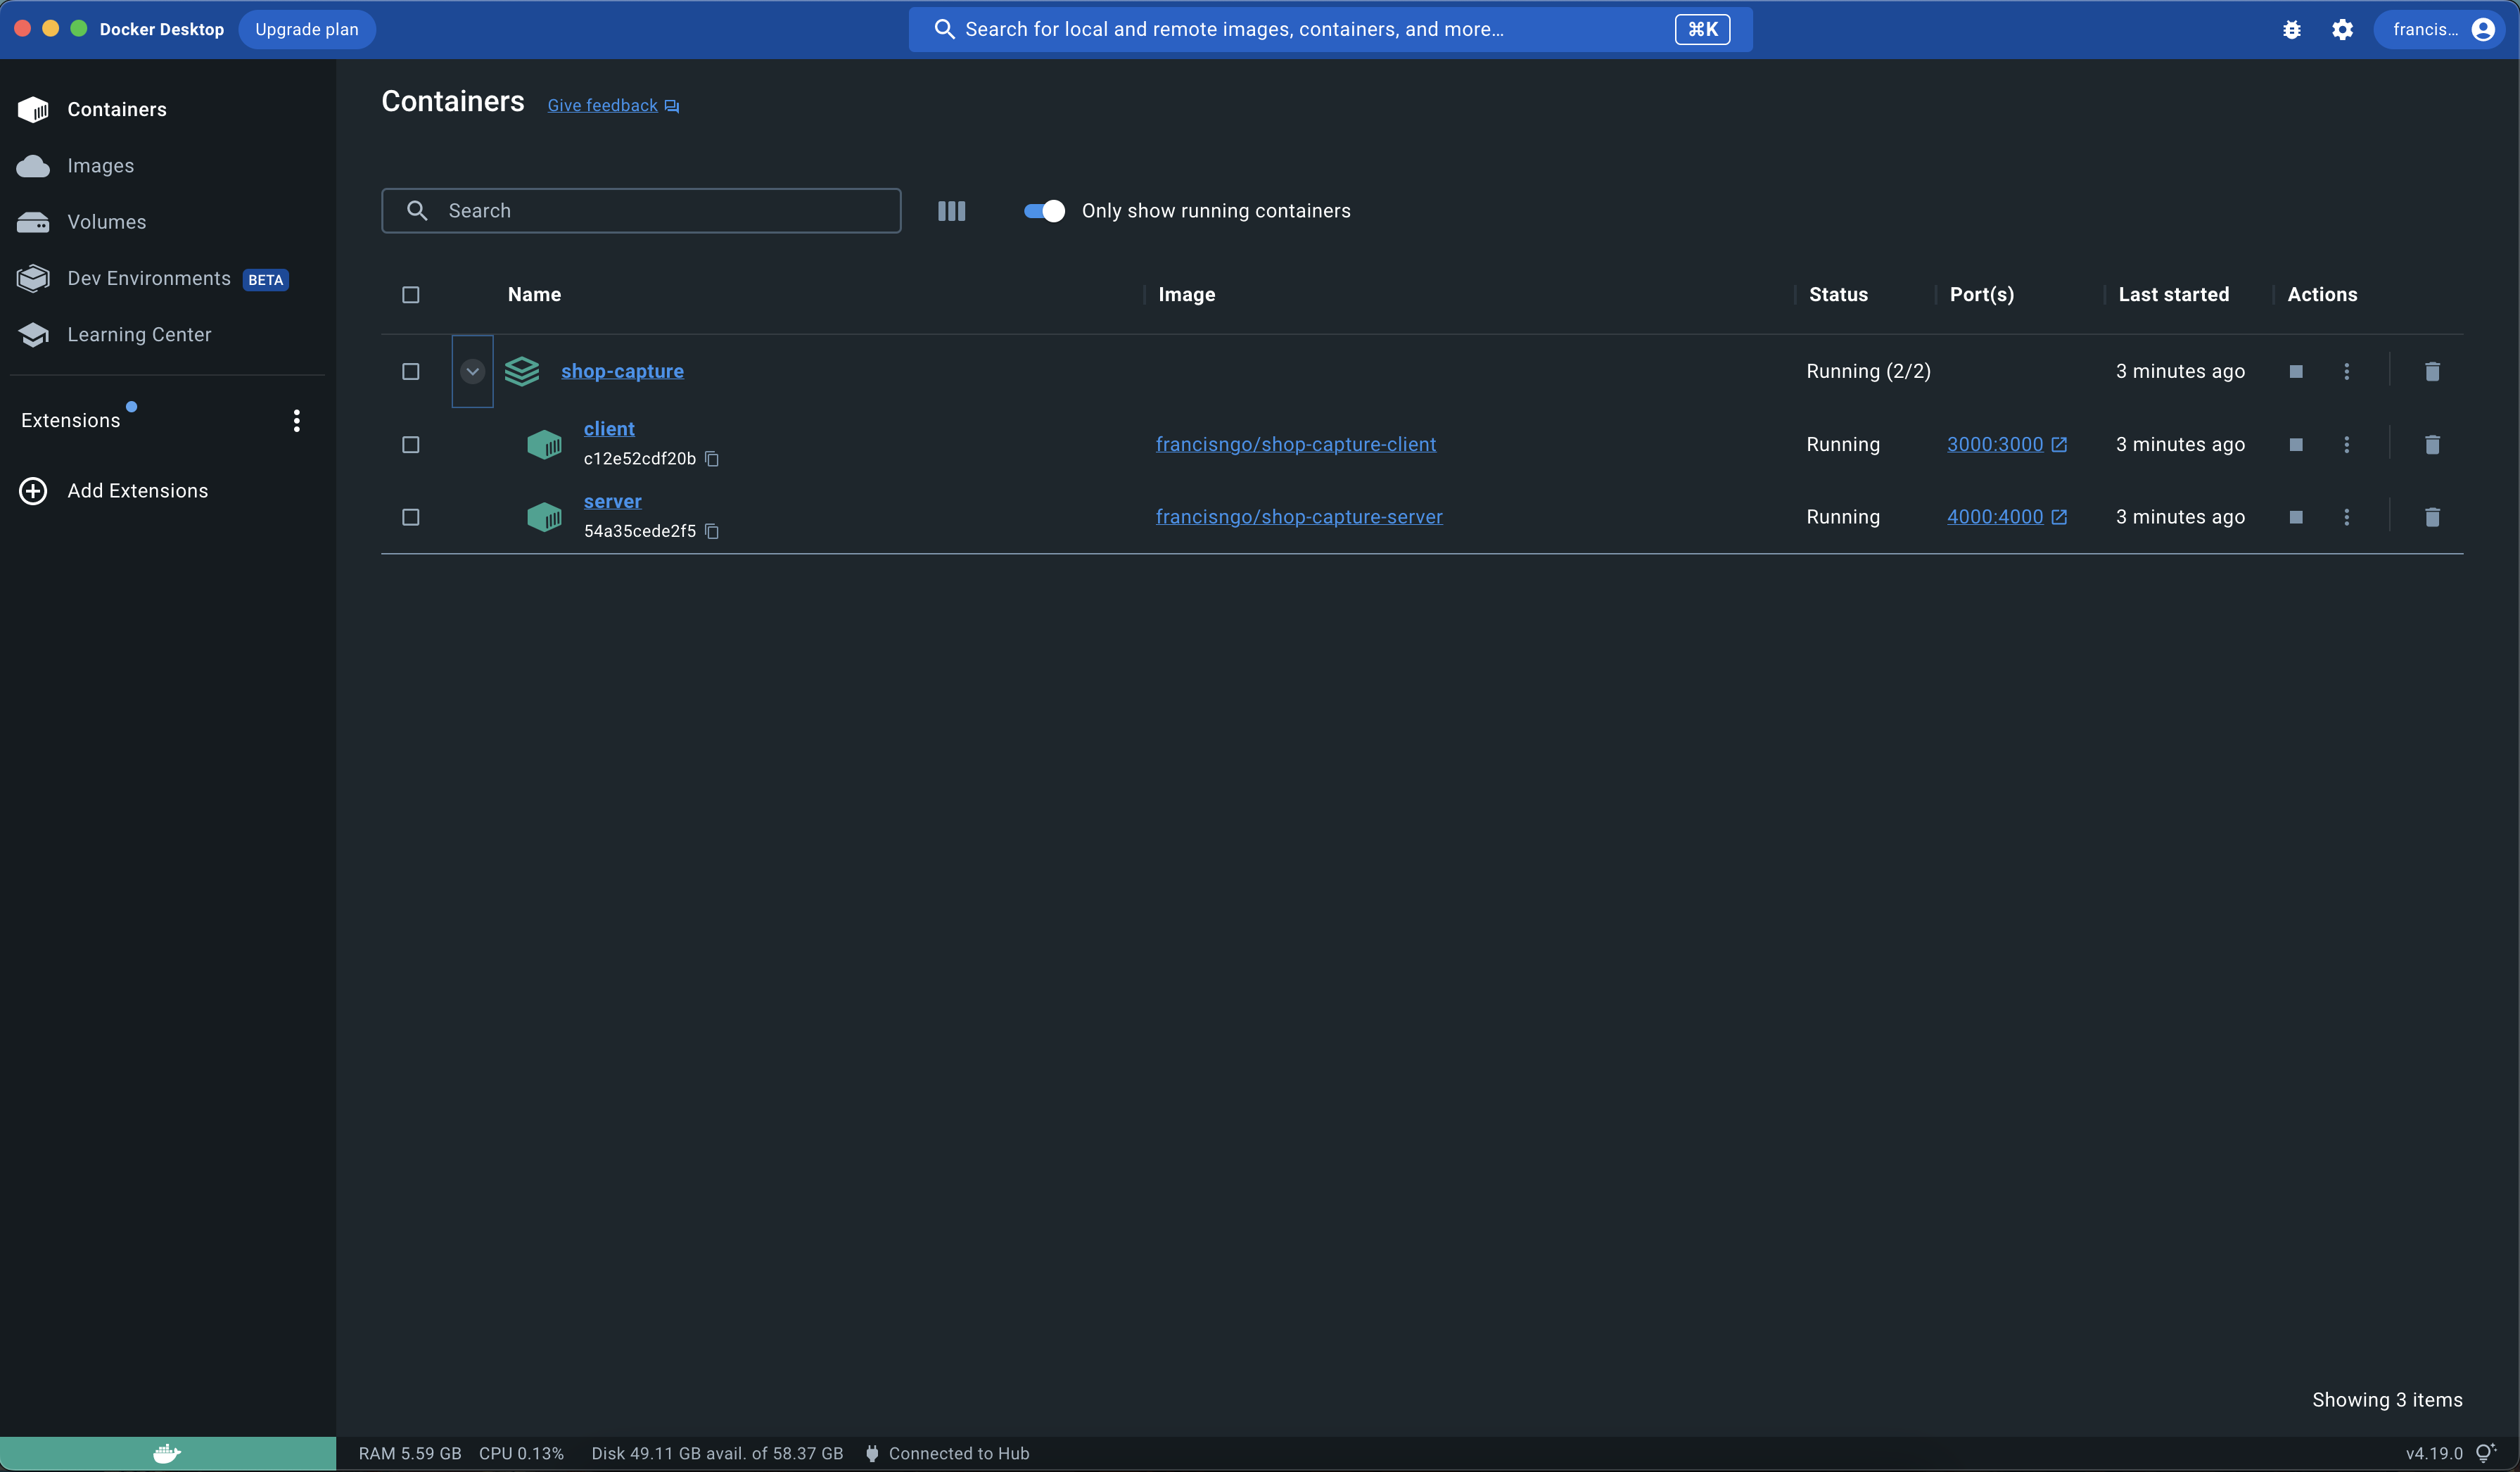 Docker Desktop Upgrade plan Search for local and remote images, containers, and more... ⌘K francis...
Containers
Images
Volumes
Dev Environments BETA
Learning Center
Extensions
Add Extensions
Containers Give feedback
Search Only show running containers
Name Image Status Port(s) Last started Actions
shop-capture Running (2/2) 3 minutes ago
client
c12e52cdf20b francisngo/shop-capture-client Running 3000:3000 3 minutes ago
server
54a35cede2f5 francisngo/shop-capture-server Running 4000:4000 3 minutes ago
Showing 3 items
RAM 5.59 GB CPU 0.13% Disk 49.11 GB avail. of 58.37 GB Connected to Hub v4.19.0